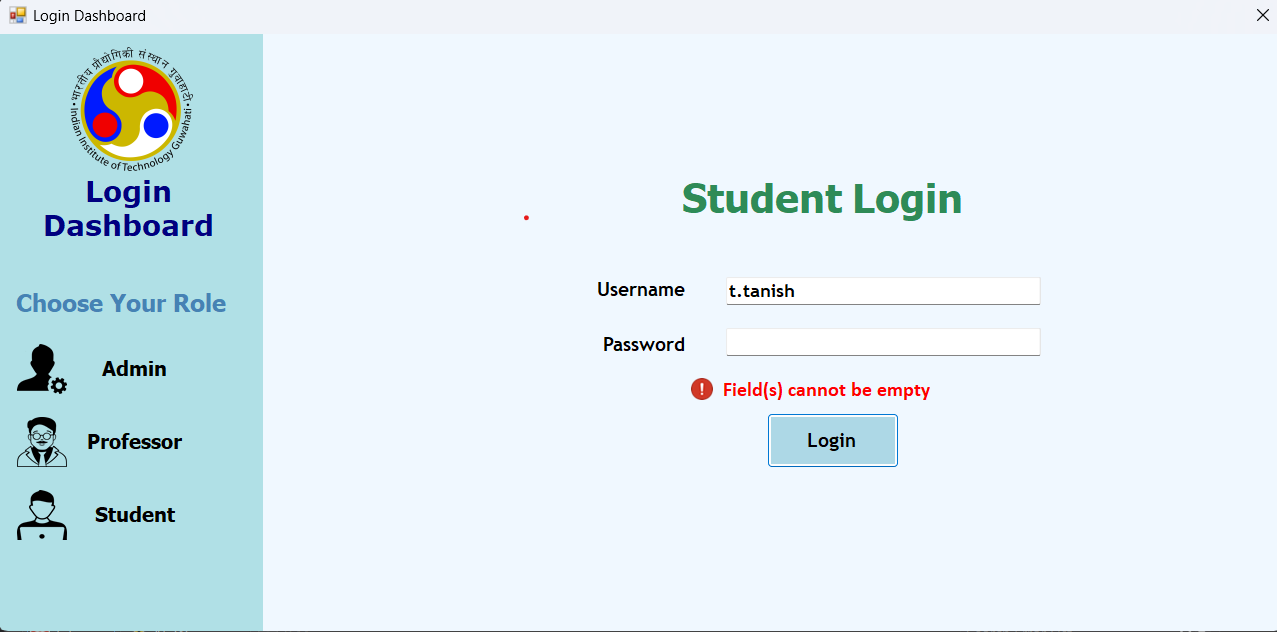 Login Dashboard
भारतीय प्रौद्योगिकी संस्थान गुवाहाटी
Indian Institute of Technology Guwahati
Login
Dashboard
Choose Your Role
Admin
Professor
Student
Student Login
Username
t.tanish
Password
Field(s) cannot be empty
Login